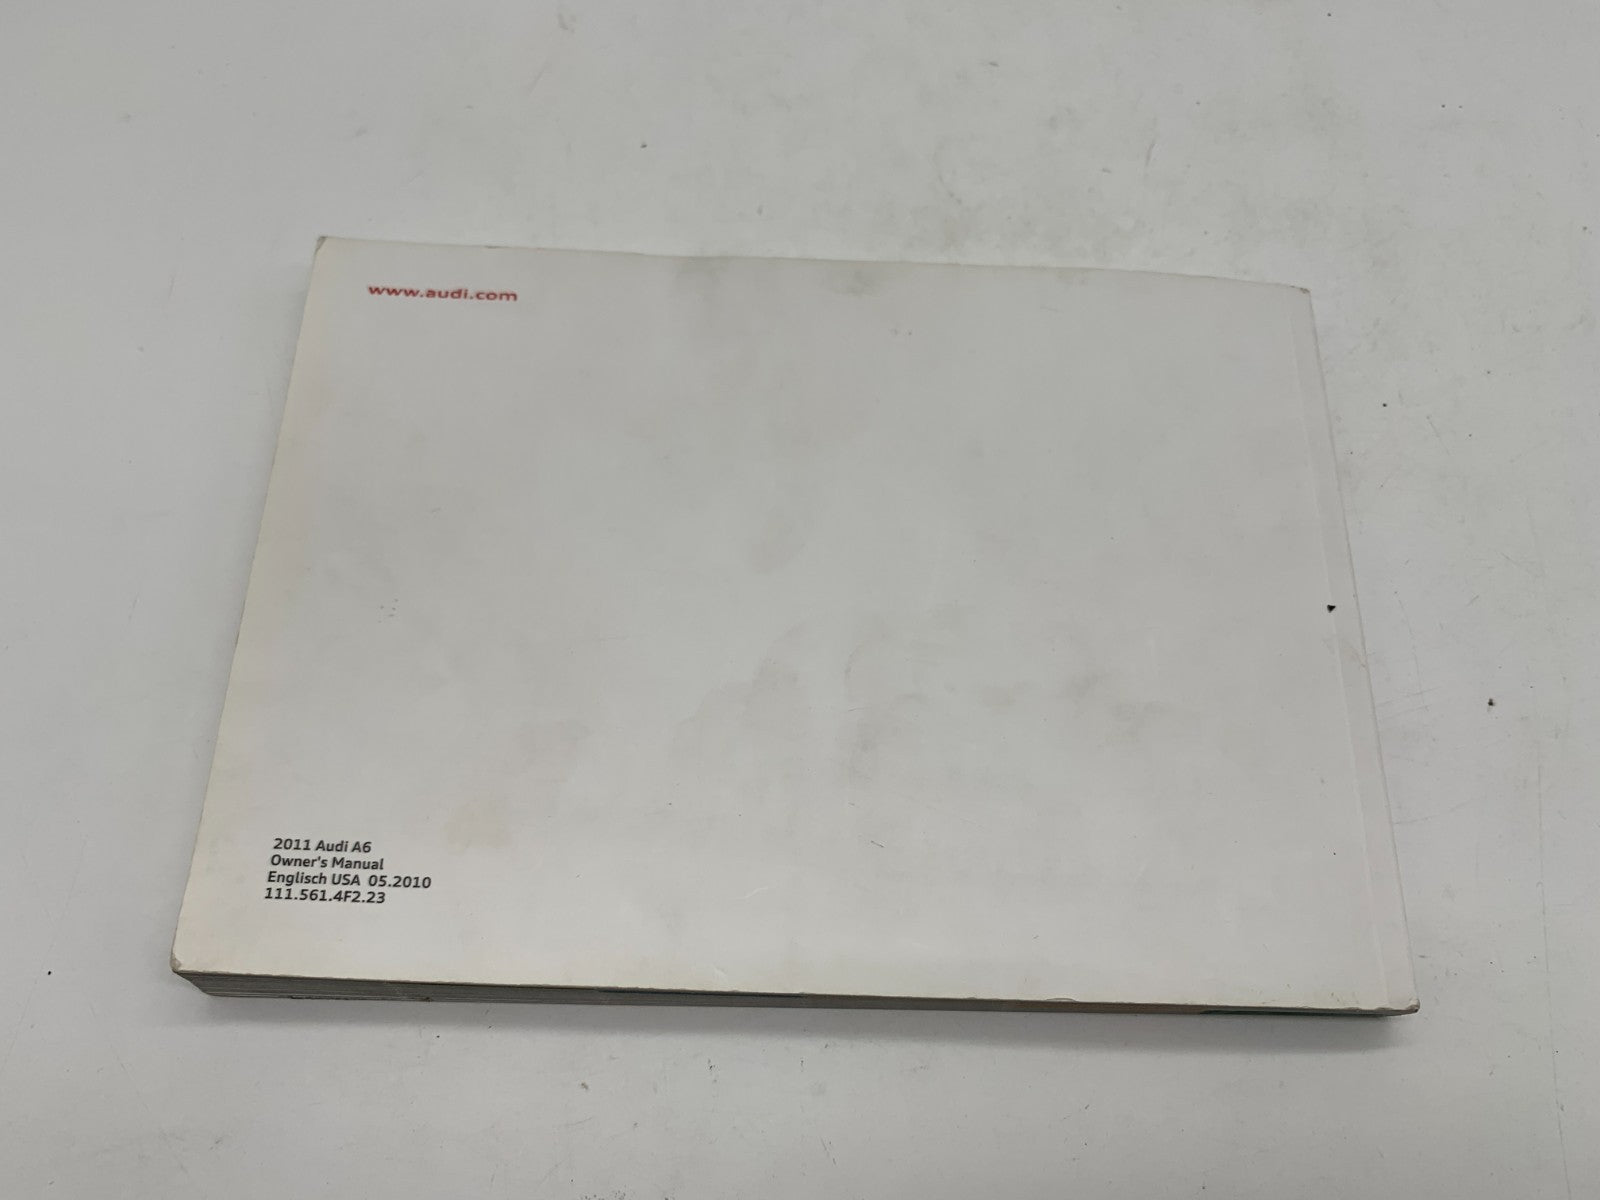 www.audi.com
2011 Audi A6
Owner's Manual
Englisch USA 05.2010
111.561.4F2.23